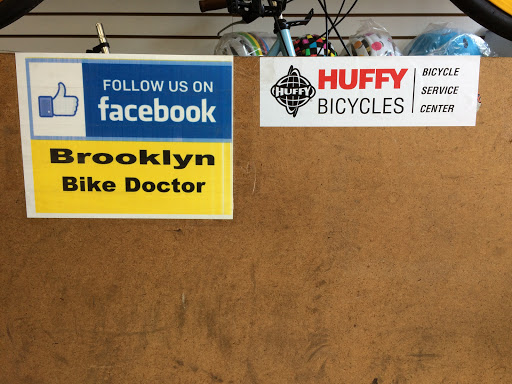 FOLLOW US ON
facebook
Brooklyn
Bike Doctor
HUFFY
HUFFY
BICYCLES
BICYCLE
SERVICE
CENTER